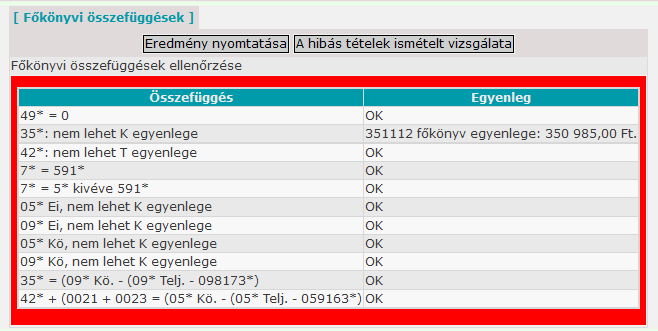 [ Főkönyvi összefüggések ]
Eredmény nyomtatása A hibás tételek ismételt vizsgálata
Főkönyvi összefüggések ellenőrzése
Összefüggés Egyenleg
49* = 0 OK
35*: nem lehet K egyenlege 351112 főkönyv egyenlege: 350 985,00 Ft.
42*: nem lehet T egyenlege OK
7* = 591* OK
7* = 5* kivéve 591* OK
05* Ei, nem lehet K egyenlege OK
09* Ei, nem lehet K egyenlege OK
05* Kö, nem lehet K egyenlege OK
09* Kö, nem lehet K egyenlege OK
35* = (09* Kö. - (09* Telj. - 098173*) OK
42* + (0021 + 0023 = (05* Kö. - (05* Telj. - 059163*) OK